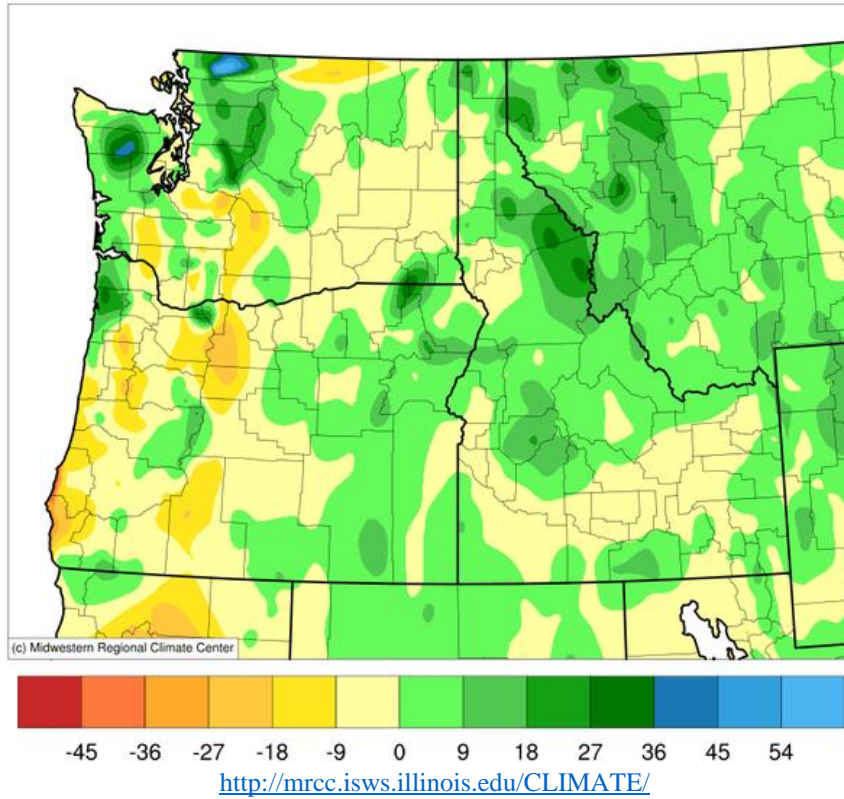 (c) Midwestern Regional Climate Center
-45 -36 -27 -18 -9 0 9 18 27 36 45 54
http://mrcc.isws.illinois.edu/CLIMATE/